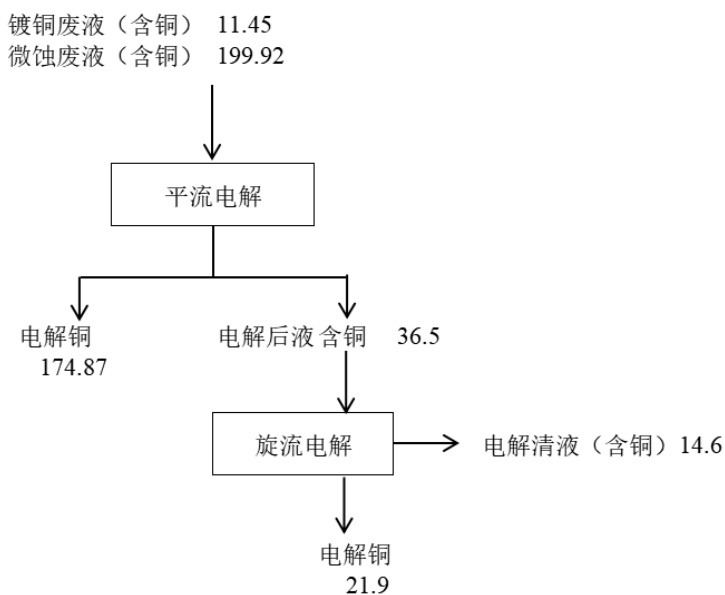 镀铜废液（含铜） 11.45
微蚀废液（含铜） 199.92
平流电解
电解铜
174.87
电解后液含铜 36.5
旋流电解
电解清液（含铜）14.6
电解铜
21.9